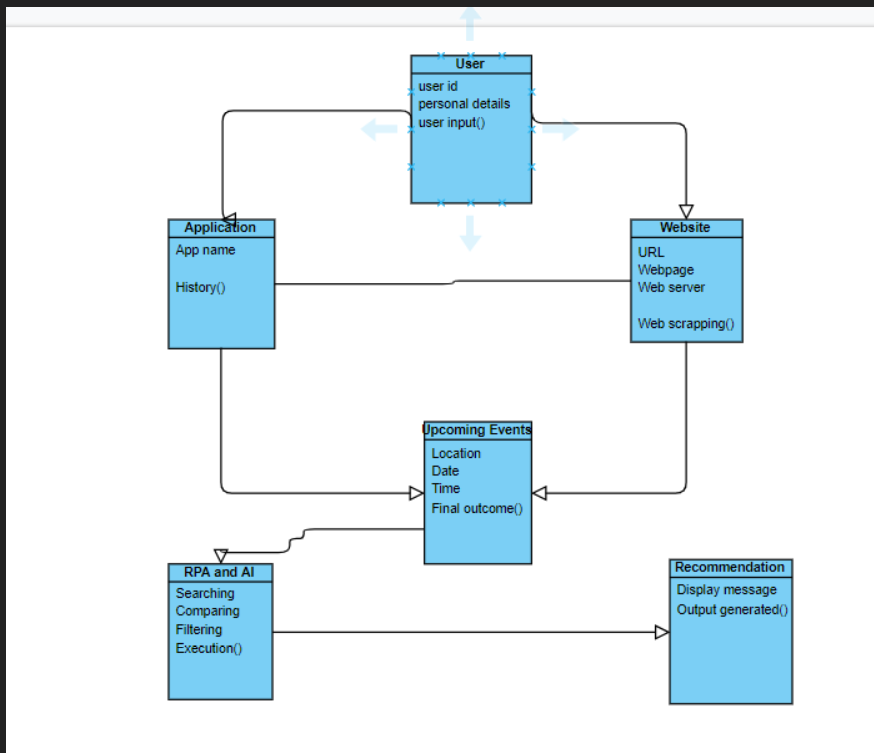 User
user id
personal details
user input()
Application
App name
History()
Website
URL
Webpage
Web server
Web scrapping()
Upcoming Events
Location
Date
Time
Final outcome()
RPA and AI
Searching
Comparing
Filtering
Execution()
Recommendation
Display message
Output generated()